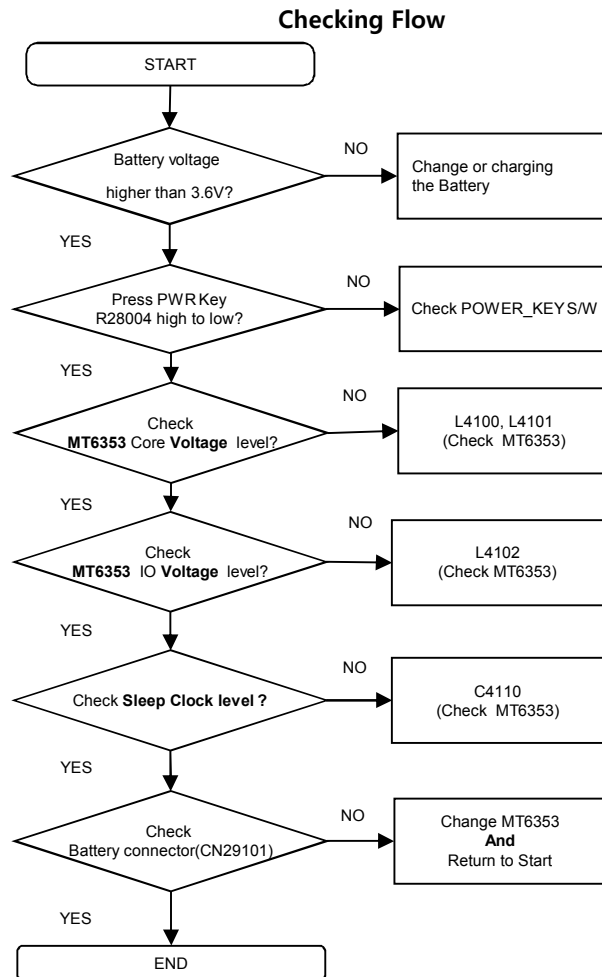 Checking Flow
START
Battery voltage
higher than 3.6V?
NO
Change or charging
the Battery
YES
Press PWR Key
R28004 high to low?
NO
Check POWER_KEY S/W
YES
Check
MT6353 Core Voltage level?
NO
L4100, L4101
(Check MT6353)
YES
Check
MT6353 IO Voltage level?
NO
L4102
(Check MT6353)
YES
Check Sleep Clock level ?
NO
C4110
(Check MT6353)
YES
Check
Battery connector(CN29101)
NO
Change MT6353
And
Return to Start
YES
END